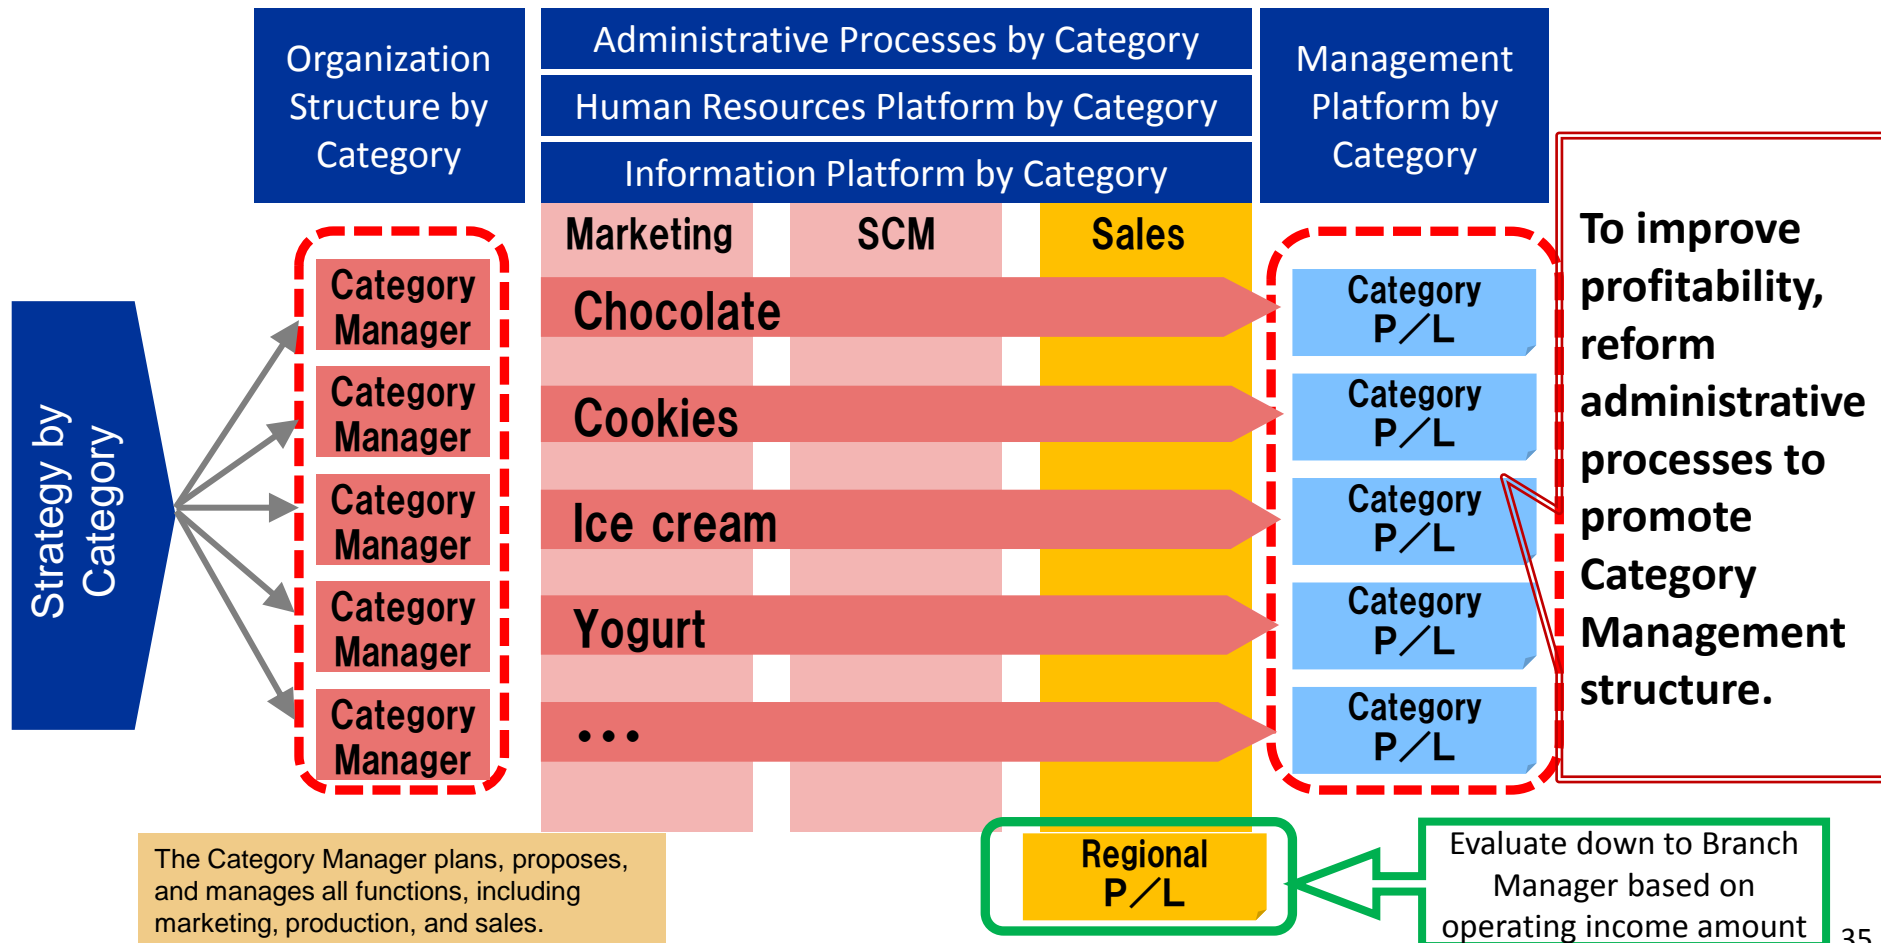 Organization
Structure by
Category
Administrative Processes by Category
Human Resources Platform by Category
Information Platform by Category
Management
Platform by
Category
Marketing
SCM
Sales
Strategy by
Category
Category
Manager
Chocolate
Category
P／L
Category
Manager
Cookies
Category
P／L
Category
Manager
Ice cream
Category
P／L
Category
Manager
Yogurt
Category
P／L
Category
Manager
•••
Category
P／L
To improve
profitability,
reform
administrative
processes to
promote
Category
Management
structure.
The Category Manager plans, proposes,
and manages all functions, including
marketing, production, and sales.
Regional
P／L
Evaluate down to Branch
Manager based on
operating income amount
35